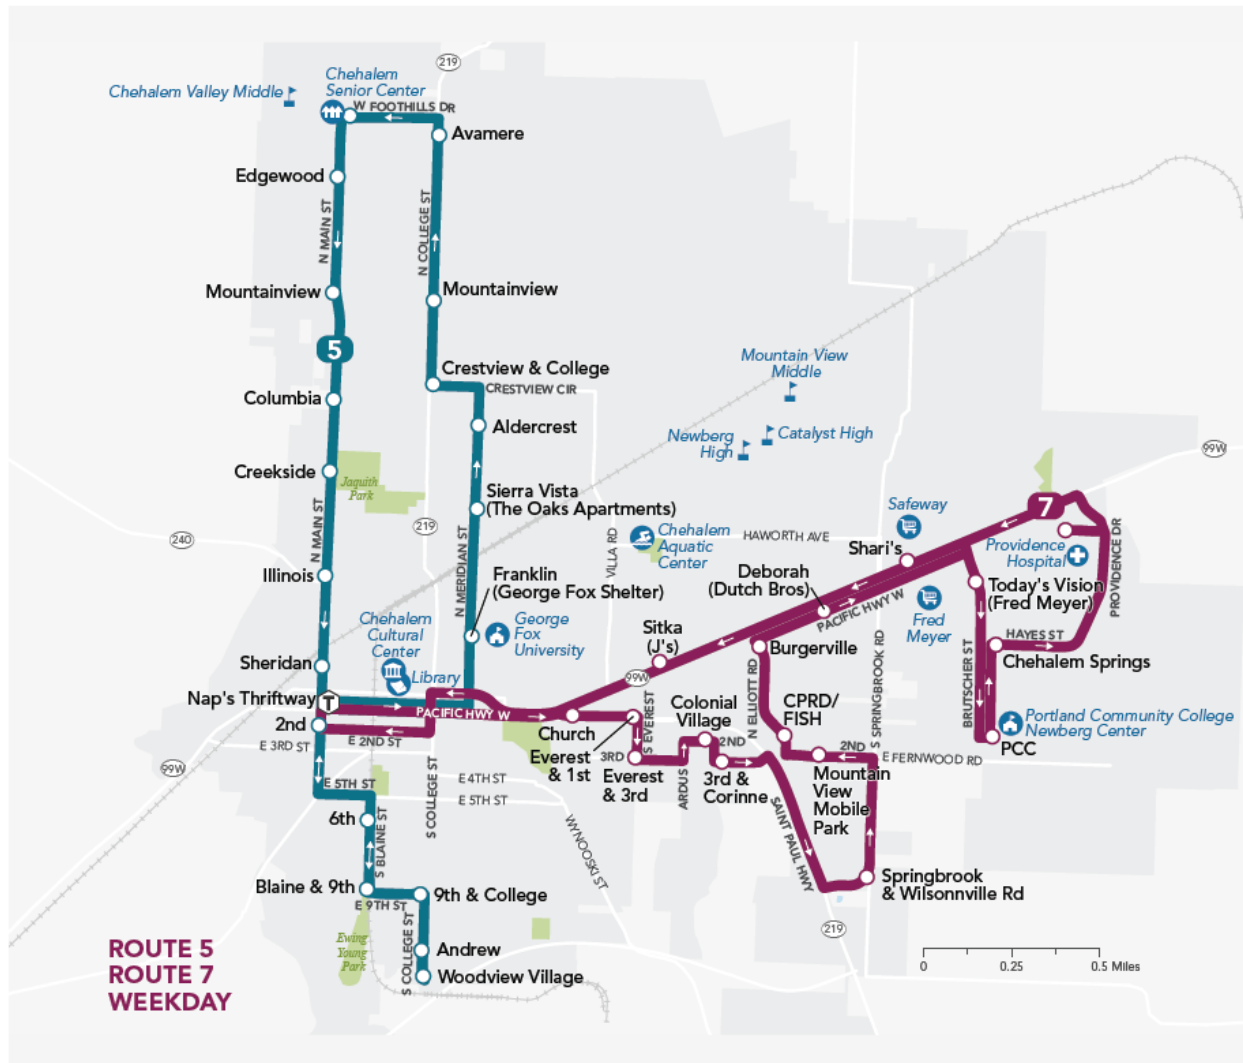 219
Chehalem
Senior Center
Chehalem Valley Middle
W FOOTHILLS DR
Avamere
Edgewood
N MAIN ST
N COLLEGE ST
Mountainview
Mountainview
5
Crestview & College
CRESTVIEW CIR
Columbia
Aldercrest
Mountain View
Middle
Catalyst High
Newberg
High
99W
Creekside
Jaquith
Park
Sierra Vista
(The Oaks Apartments)
219
240
N MAIN ST
N MERIDIAN ST
VILLA RD
Chehalem
Aquatic
Center
HAWORTH AVE
Safeway
7
Shari's
Providence
Hospital
PROVIDENCE DR
Illinois
Franklin
(George Fox Shelter)
Deborah
(Dutch Bros)
PACIFIC HWY W
Today's Vision
(Fred Meyer)
Fred
Meyer
Chehalem
Cultural
Center
Library
George
Fox
University
Sitka
(J's)
Burgerville
HAYES ST
Chehalem Springs
Sheridan
99W
N ELLIOTT RD
S SPRINGBROOK RD
BRUTSCHER ST
Nap's Thriftway
T
PACIFIC HWY W
2nd
E 2ND ST
E 3RD ST
Church
S EVEREST
Colonial
Village
CPRD/
FISH
Portland Community College
Newberg Center
PCC
Everest
& 1st
3RD
2ND
2ND
E FERNWOOD RD
99W
E 5TH ST
E 4TH ST
E 5TH ST
S COLLEGE ST
Everest
& 3rd
ARDUS
3rd &
Corinne
Mountain
View
Mobile
Park
6th
S BLAINE ST
WYNOOSKI ST
SAINT PAUL HWY
Blaine & 9th
9th & College
E 9TH ST
Springbrook
& Wilsonnville Rd
219
Ewing
Young
Park
S COLLEGE ST
Andrew
Woodview Village
ROUTE 5
ROUTE 7
WEEKDAY
0
0.25
0.5 Miles